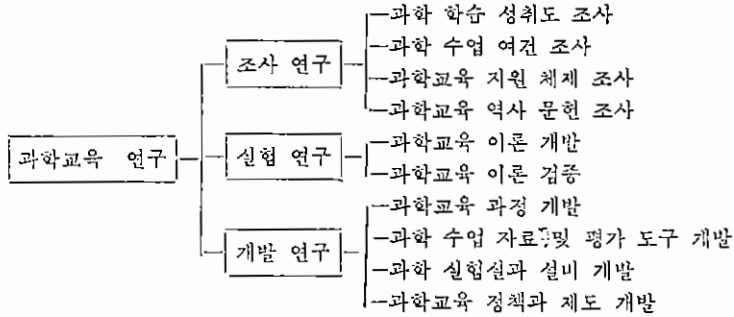 과학 학습 성취도 조사
조사 연구
과학 수업 여건 조사
과학교육 지원 체제 조사
과학교육 역사 문헌 조사
과학교육 연구
실험 연구
과학교육 이론 개발
과학교육 이론 검증
개발 연구
과학교육 과정 개발
과학 수업 자료 및 평가 도구 개발
과학 실험실과 설비 개발
과학교육 정책과 제도 개발